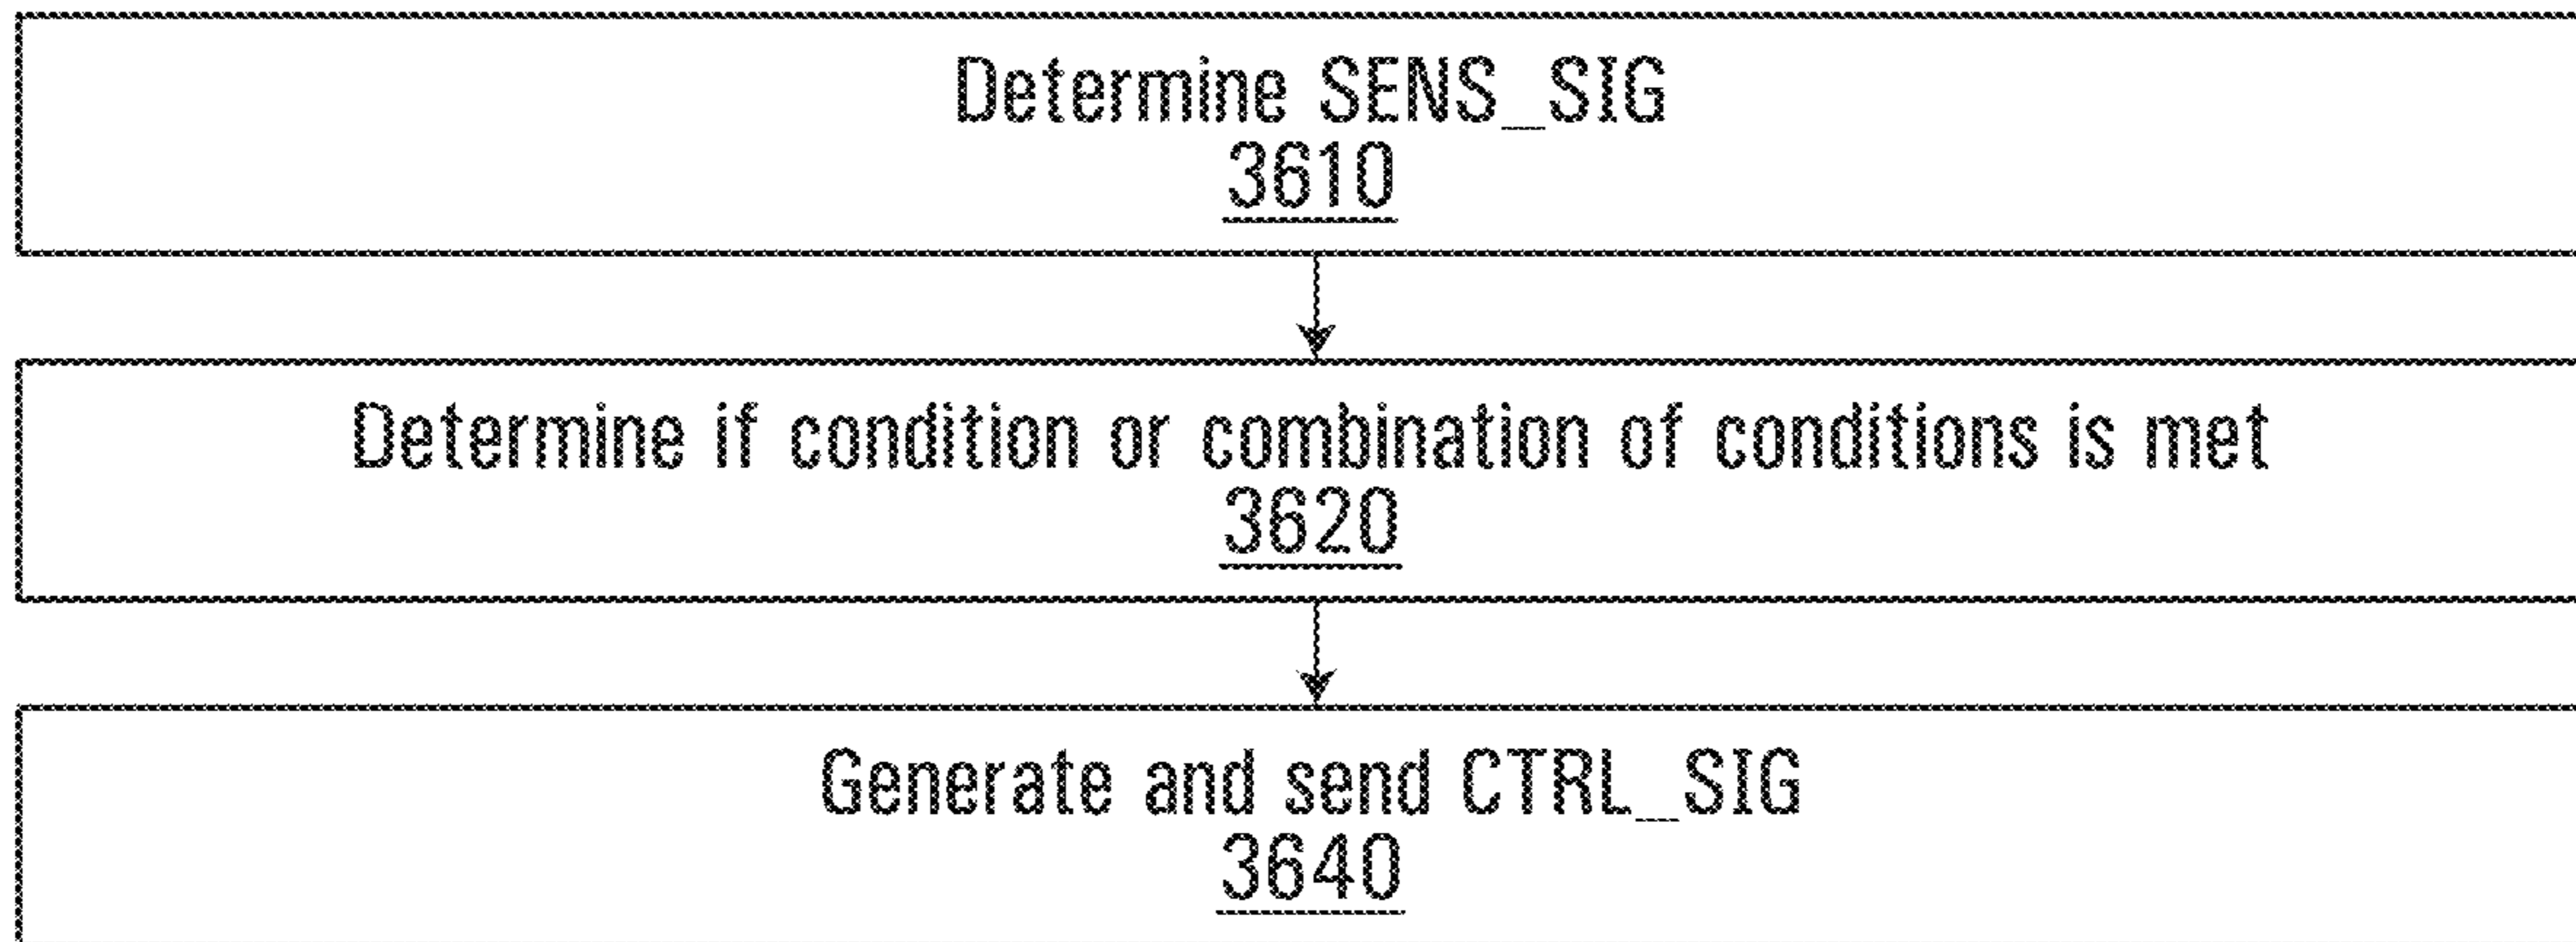 Determine SENS_SIG
3610
Determine if condition or combination of conditions is met
3620
Generate and send CTRL_SIG
3640